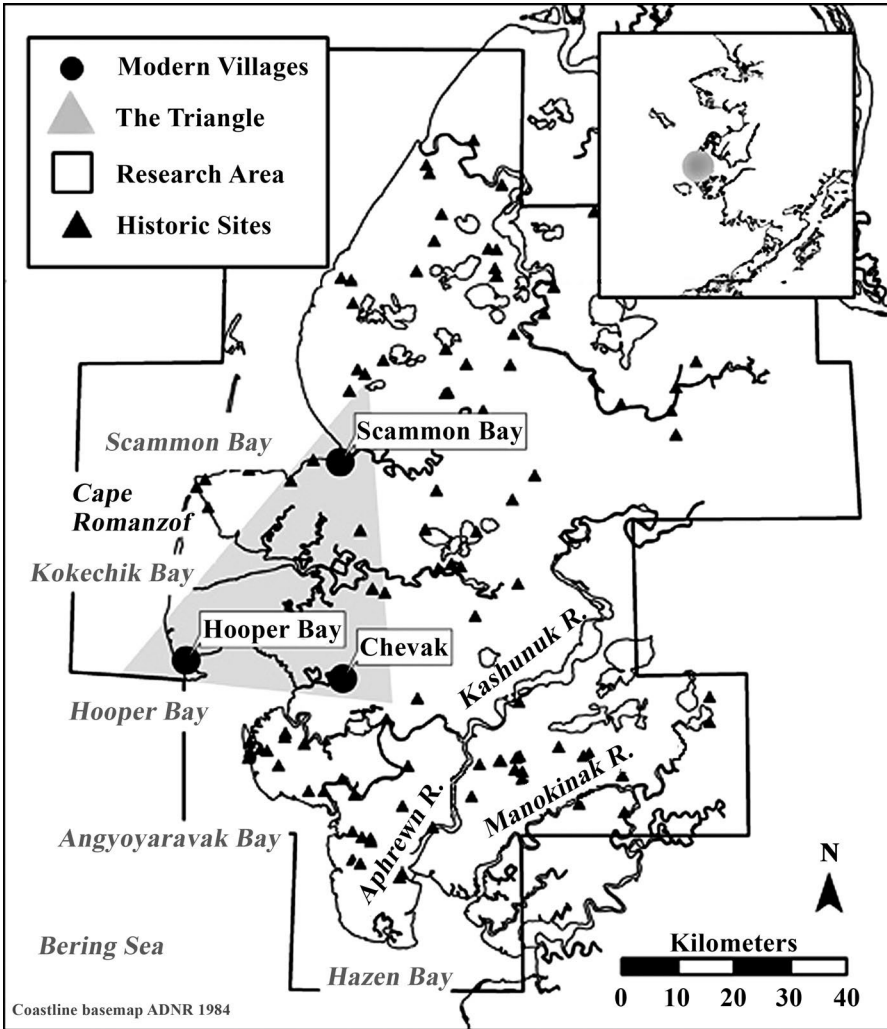 Modern Villages
The Triangle
Research Area
Historic Sites
Scammon Bay
Scammon Bay
Cape
Romanzof
Kokechik Bay
Hooper Bay
Chevak
Hooper Bay
Kashunuk R.
Manokinak R.
Aphrewn R.
Angyoyaravak Bay
Bering Sea
Hazen Bay
N
Kilometers
0 10 20 30 40
Coastline basemap ADNR 1984